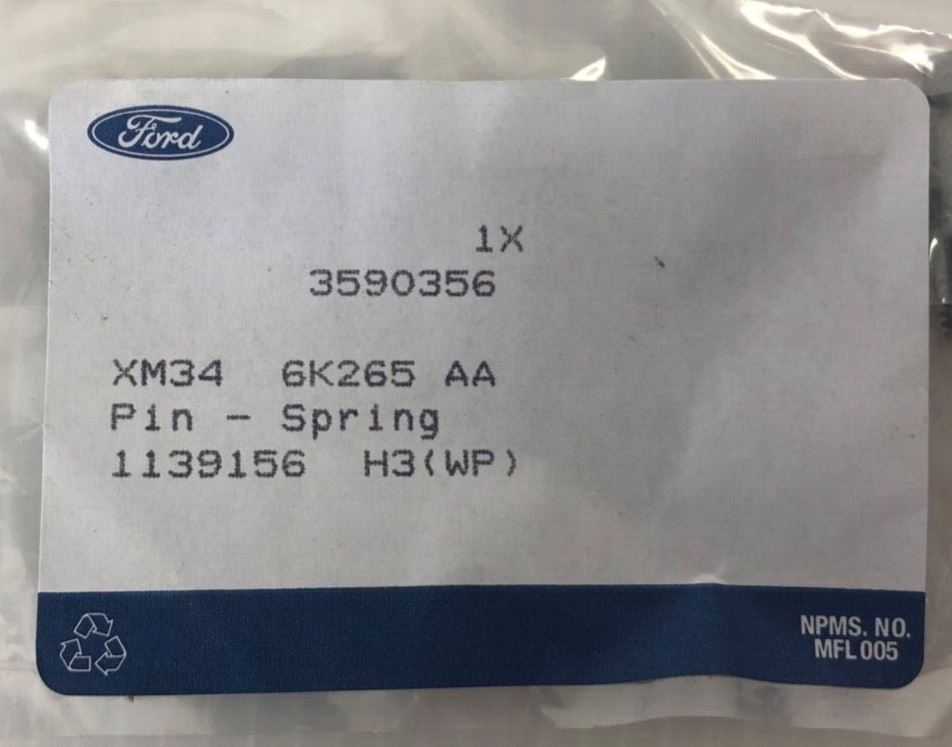 Ford
1X
3590356
XM34 6K265 AA
Pin - Spring
1139156 H3(WP)
NPMS. NO.
MFL 005